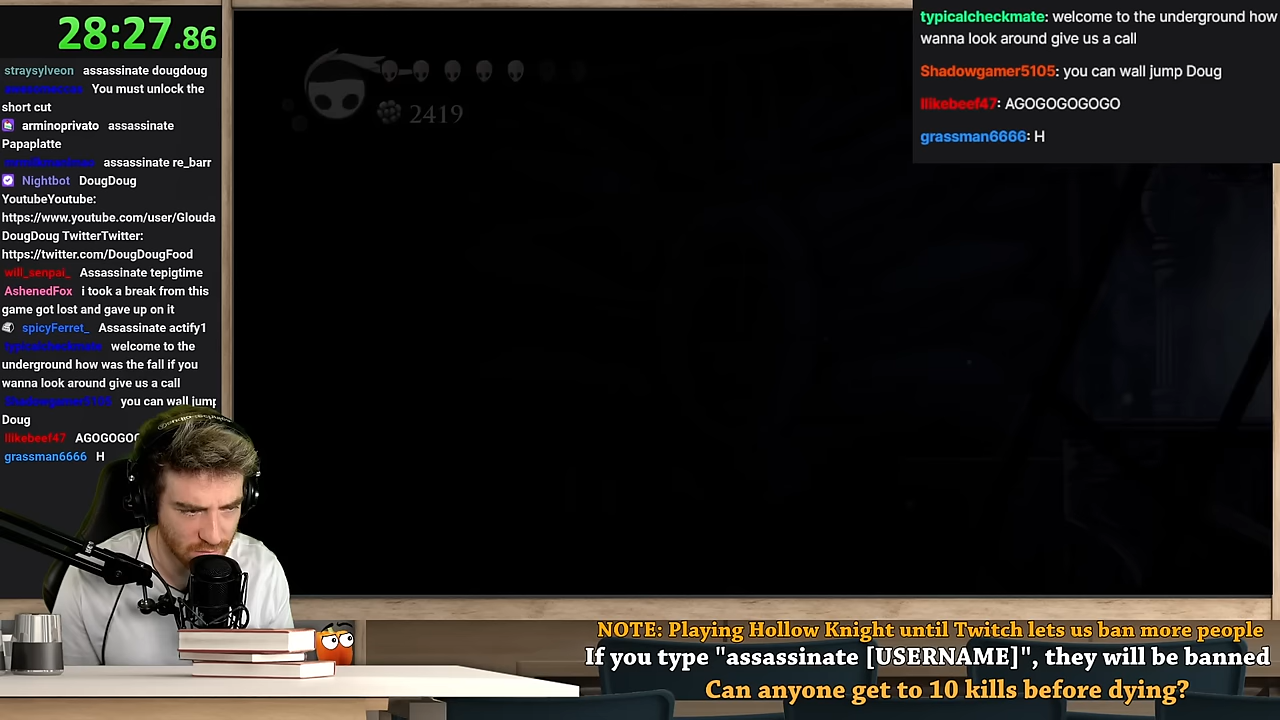 28:27.86
straysylveon assassinate dougdoug
You must unlock the
short cut
arminoprivato assassinate
Papaplatte
assassinate re_barr
Nightbot DougDoug
YoutubeYoutube:
https://www.youtube.com/user/Glouda
DougDoug TwitterTwitter:
https://twitter.com/DougDougFood
will_senpai_ Assassinate tepigtime
AshenedFox i took a break from this
game got lost and gave up on it
spicyFerret_ Assassinate actify1
typicalcheckmate welcome to the
underground how was the fall if you
wanna look around give us a call
Shadowgamer5105 you can wall jump
Doug
Ilikebeef47 AGOGOGOG
grassman6666 H
2419
typicalcheckmate: welcome to the underground how
wanna look around give us a call
Shadowgamer5105: you can wall jump Doug
Ilikebeef47: AGOGOGOGOGO
grassman6666: H
NOTE: Playing Hollow Knight until Twitch lets us ban more people
If you type "assassinate [USERNAME]", they will be banned
Can anyone get to 10 kills before dying?